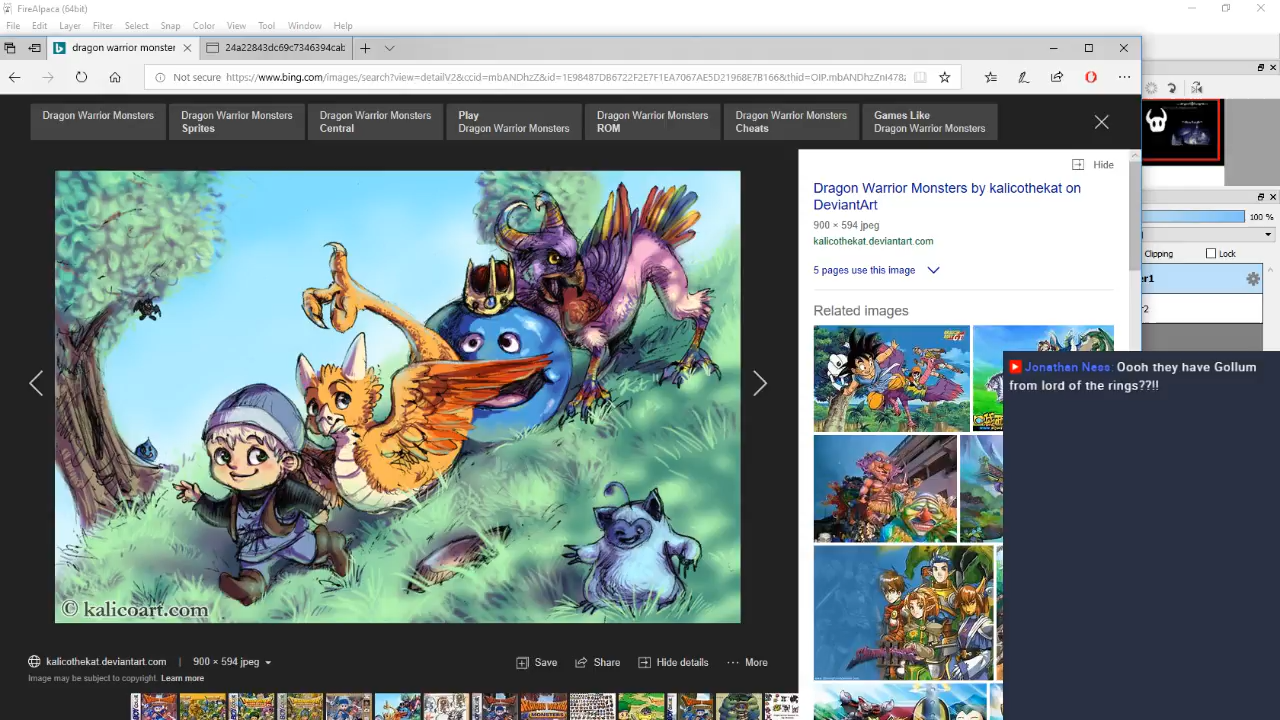 FireAlpaca (64bit)
File Edit Layer Filter Select Snap Color View Tool Window Help
dragon warrior monster
24a22843dc69c7346394cab
Not secure https://www.bing.com/images/search?view=detailV2&ccid=mbANDhzZ&id=1E98487DB6722F2E7F1EA7067AE5D21968E7B166&thid=OIP.mbANDhzZnI478z
Dragon Warrior Monsters
Dragon Warrior Monsters Sprites
Dragon Warrior Monsters Central
Play Dragon Warrior Monsters
Dragon Warrior Monsters ROM
Dragon Warrior Monsters Cheats
Games Like Dragon Warrior Monsters
Hide
Dragon Warrior Monsters by kalicothekat on
DeviantArt
900 × 594 jpeg
kalicothekat.deviantart.com
5 pages use this image
Related images
100 %
Clipping Lock
er1
Jonathan Ness: Oooh they have Gollum
from lord of the rings??!!
© kalicoart.com
kalicothekat.deviantart.com | 900 × 594 jpeg
Save Share Hide details More
Image may be subject to copyright. Learn more